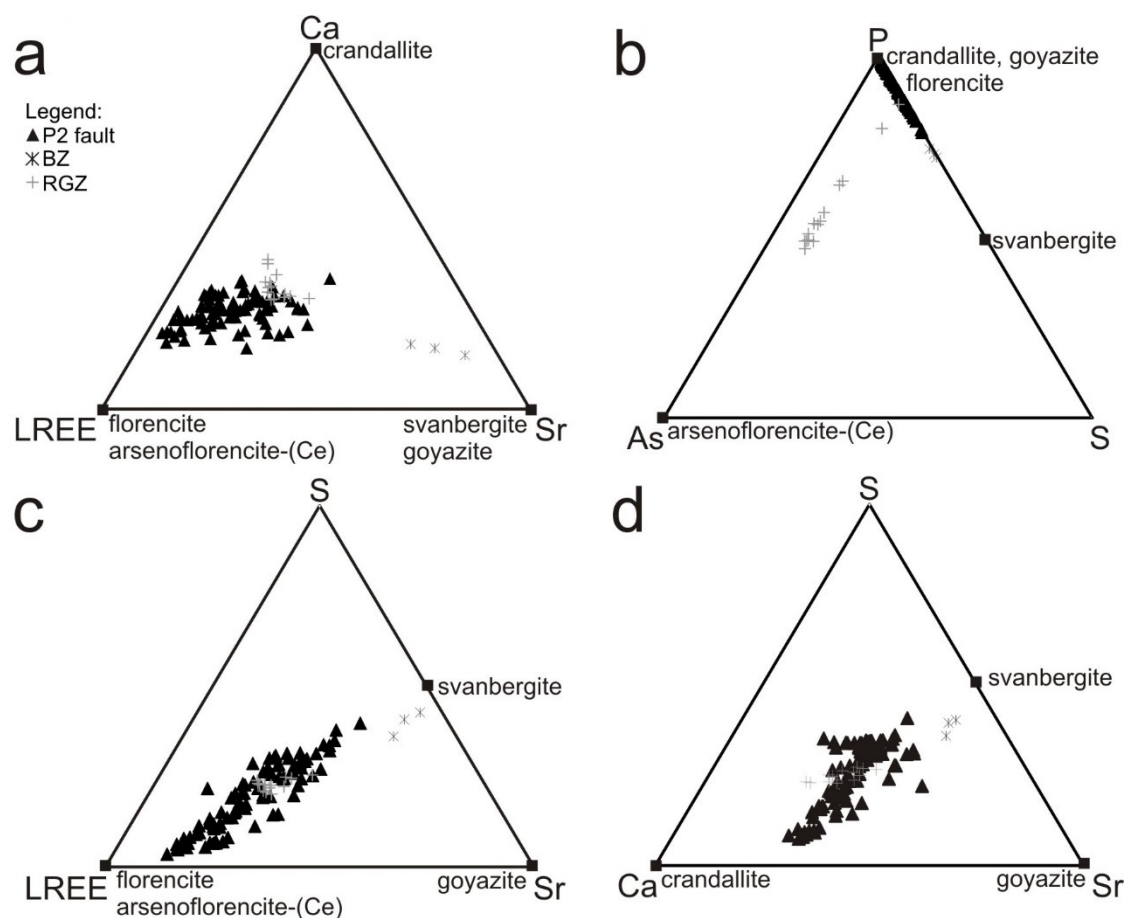 a
Ca
crandallite
Legend:
P2 fault
BZ
RGZ
LREE
florencite
arsenoflorencite-(Ce)
svanbergite
goyazite
Sr
b
P
crandallite, goyazite
florencite
svanbergite
As
arsenoflorencite-(Ce)
S
c
S
svanbergite
LREE
florencite
arsenoflorencite-(Ce)
goyazite
Sr
d
S
svanbergite
Ca
crandallite
goyazite
Sr